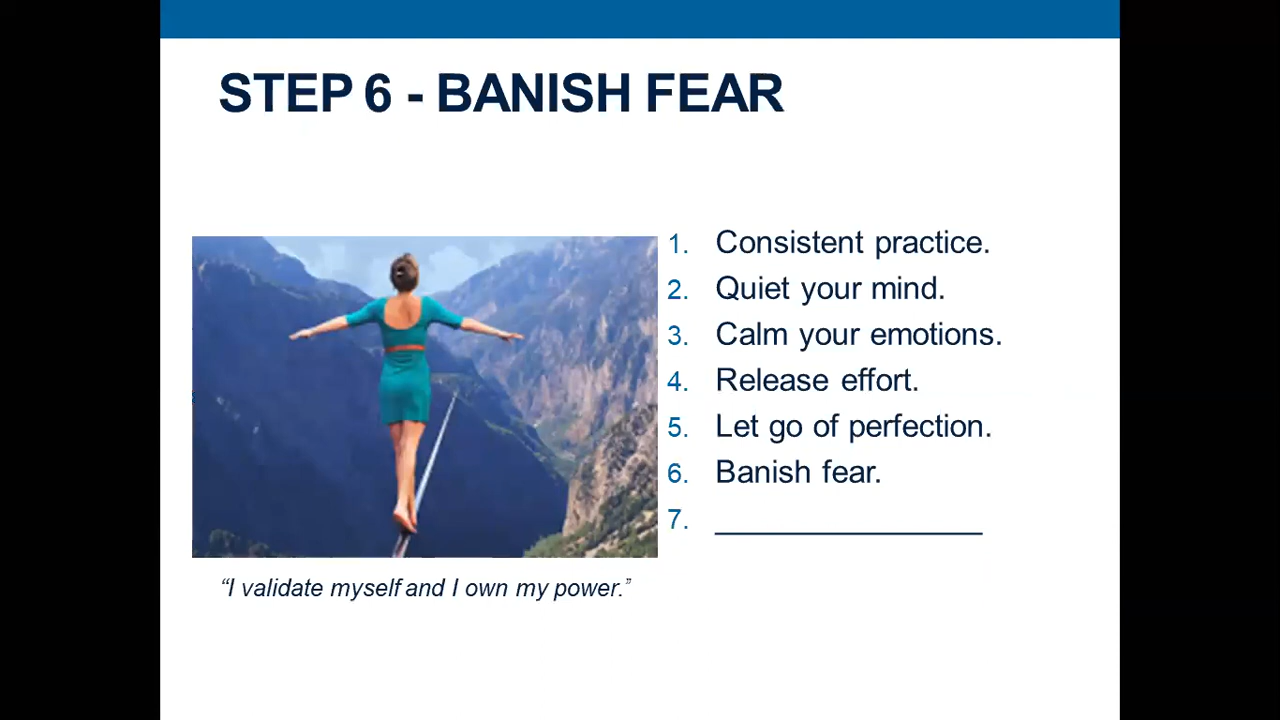 STEP 6 - BANISH FEAR
1. Consistent practice.
2. Quiet your mind.
3. Calm your emotions.
4. Release effort.
5. Let go of perfection.
6. Banish fear.
7. _______________
“I validate myself and I own my power.”